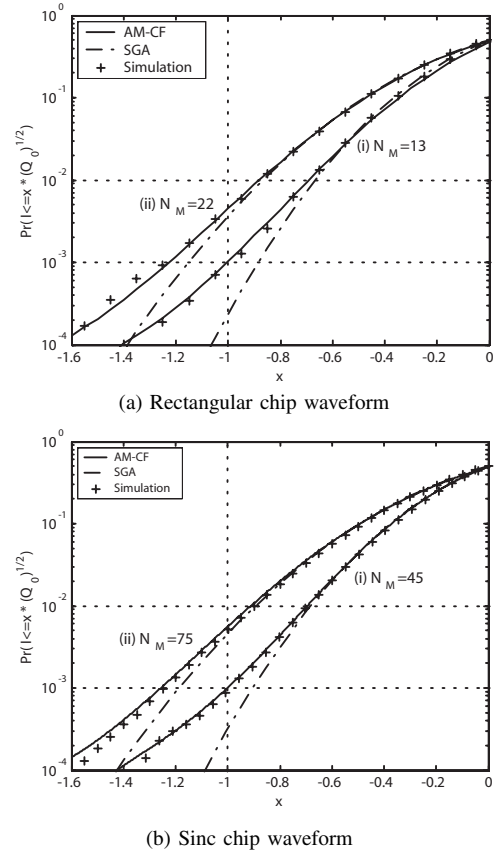 10^0
AM-CF
SGA
Simulation
10^-1
(i) N_M=13
10^-2
(ii) N_M=22
10^-3
10^-4
Pr( I<=x * (Q_0)^1/2 )
-1.6 -1.4 -1.2 -1 -0.8 -0.6 -0.4 -0.2 0
x
(a) Rectangular chip waveform
10^0
AM-CF
SGA
Simulation
10^-1
(i) N_M=45
10^-2
(ii) N_M=75
10^-3
10^-4
Pr( I<=x * (Q_0)^1/2 )
-1.6 -1.4 -1.2 -1 -0.8 -0.6 -0.4 -0.2 0
x
(b) Sinc chip waveform